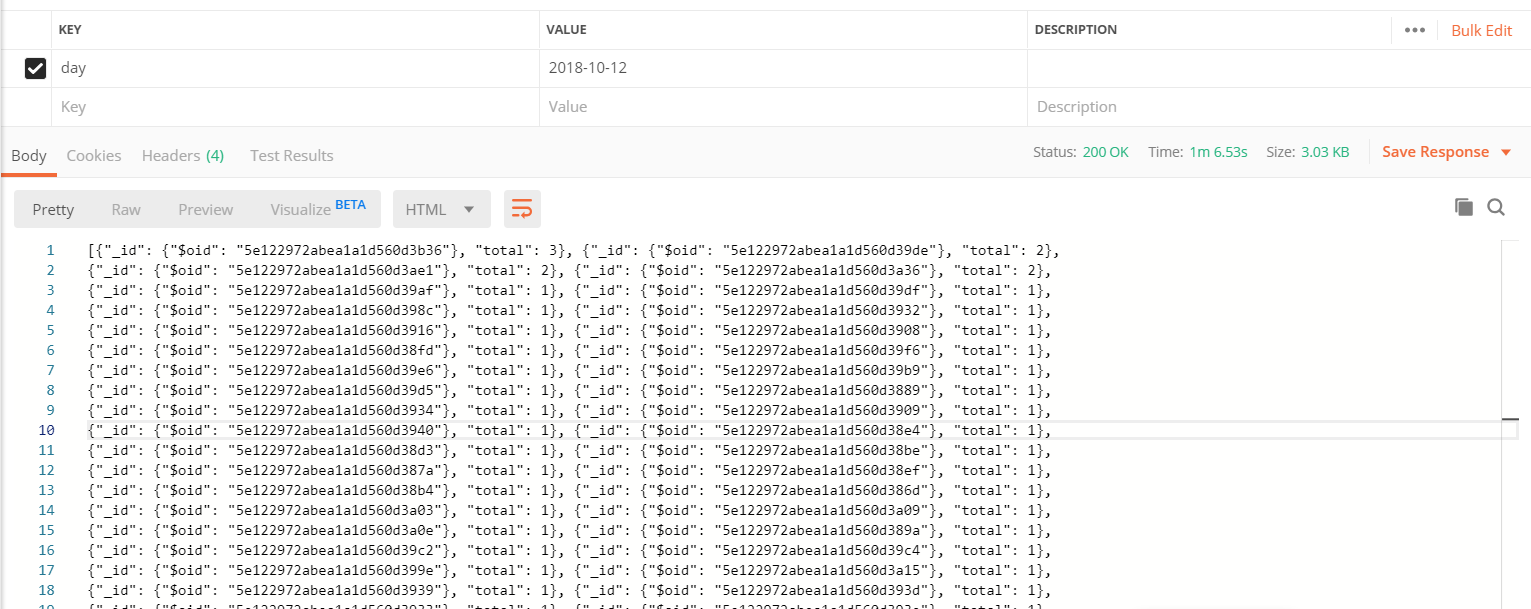 KEY VALUE DESCRIPTION ••• Bulk Edit
day 2018-10-12
Key Value Description
Body Cookies Headers (4) Test Results Status: 200 OK Time: 1m 6.53s Size: 3.03 KB Save Response
Pretty Raw Preview Visualize BETA HTML
1 [{"_id": {"$oid": "5e122972abea1a1d560d3b36"}, "total": 3}, {"_id": {"$oid": "5e122972abea1a1d560d39de"}, "total": 2},
2 {"_id": {"$oid": "5e122972abea1a1d560d3ae1"}, "total": 2}, {"_id": {"$oid": "5e122972abea1a1d560d3a36"}, "total": 2},
3 {"_id": {"$oid": "5e122972abea1a1d560d39af"}, "total": 1}, {"_id": {"$oid": "5e122972abea1a1d560d39df"}, "total": 1},
4 {"_id": {"$oid": "5e122972abea1a1d560d398c"}, "total": 1}, {"_id": {"$oid": "5e122972abea1a1d560d3932"}, "total": 1},
5 {"_id": {"$oid": "5e122972abea1a1d560d3916"}, "total": 1}, {"_id": {"$oid": "5e122972abea1a1d560d3908"}, "total": 1},
6 {"_id": {"$oid": "5e122972abea1a1d560d38fd"}, "total": 1}, {"_id": {"$oid": "5e122972abea1a1d560d39f6"}, "total": 1},
7 {"_id": {"$oid": "5e122972abea1a1d560d39e6"}, "total": 1}, {"_id": {"$oid": "5e122972abea1a1d560d39b9"}, "total": 1},
8 {"_id": {"$oid": "5e122972abea1a1d560d39d5"}, "total": 1}, {"_id": {"$oid": "5e122972abea1a1d560d3889"}, "total": 1},
9 {"_id": {"$oid": "5e122972abea1a1d560d3934"}, "total": 1}, {"_id": {"$oid": "5e122972abea1a1d560d3909"}, "total": 1},
10 {"_id": {"$oid": "5e122972abea1a1d560d3940"}, "total": 1}, {"_id": {"$oid": "5e122972abea1a1d560d38e4"}, "total": 1},
11 {"_id": {"$oid": "5e122972abea1a1d560d38d3"}, "total": 1}, {"_id": {"$oid": "5e122972abea1a1d560d38be"}, "total": 1},
12 {"_id": {"$oid": "5e122972abea1a1d560d387a"}, "total": 1}, {"_id": {"$oid": "5e122972abea1a1d560d38ef"}, "total": 1},
13 {"_id": {"$oid": "5e122972abea1a1d560d38b4"}, "total": 1}, {"_id": {"$oid": "5e122972abea1a1d560d386d"}, "total": 1},
14 {"_id": {"$oid": "5e122972abea1a1d560d3a03"}, "total": 1}, {"_id": {"$oid": "5e122972abea1a1d560d3a09"}, "total": 1},
15 {"_id": {"$oid": "5e122972abea1a1d560d3a0e"}, "total": 1}, {"_id": {"$oid": "5e122972abea1a1d560d389a"}, "total": 1},
16 {"_id": {"$oid": "5e122972abea1a1d560d39c2"}, "total": 1}, {"_id": {"$oid": "5e122972abea1a1d560d39c4"}, "total": 1},
17 {"_id": {"$oid": "5e122972abea1a1d560d399e"}, "total": 1}, {"_id": {"$oid": "5e122972abea1a1d560d3a15"}, "total": 1},
18 {"_id": {"$oid": "5e122972abea1a1d560d3939"}, "total": 1}, {"_id": {"$oid": "5e122972abea1a1d560d393d"}, "total": 1},